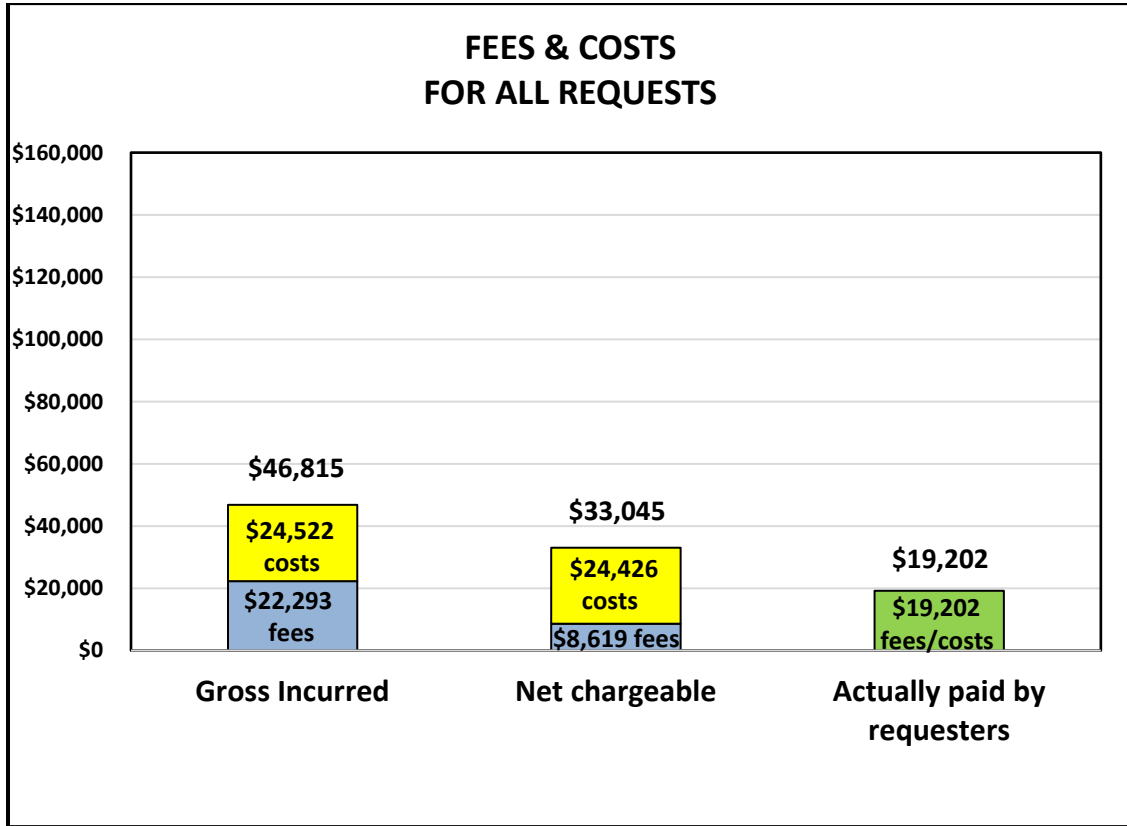 FEES & COSTS
FOR ALL REQUESTS
$160,000
$140,000
$120,000
$100,000
$80,000
$60,000
$40,000
$20,000
$0
$46,815
$24,522
costs
$22,293
fees
$33,045
$24,426
costs
$8,619 fees
$19,202
$19,202
fees/costs
Gross Incurred
Net chargeable
Actually paid by
requesters